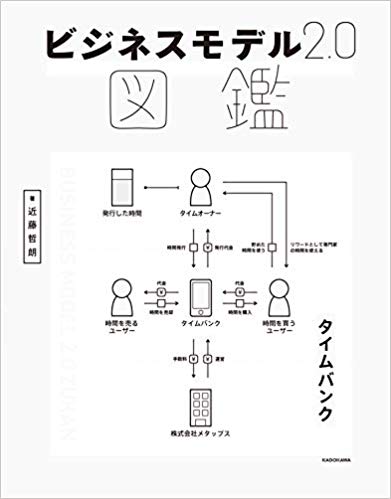 ビジネスモデル2.0
図鑑
著 近藤哲朗
BUSINESS MODEL 2.0 ZUKAN
発行した時間
タイムオーナー
時間発行
発行代金
貯めた
時間を使う
リワードとして専門家
の時間を使える
代金
時間を売却
代金
時間を購入
時間を売る
ユーザー
タイムバンク
時間を買う
ユーザー
手数料
運営
株式会社メタップス
タイムバンク
KADOKAWA